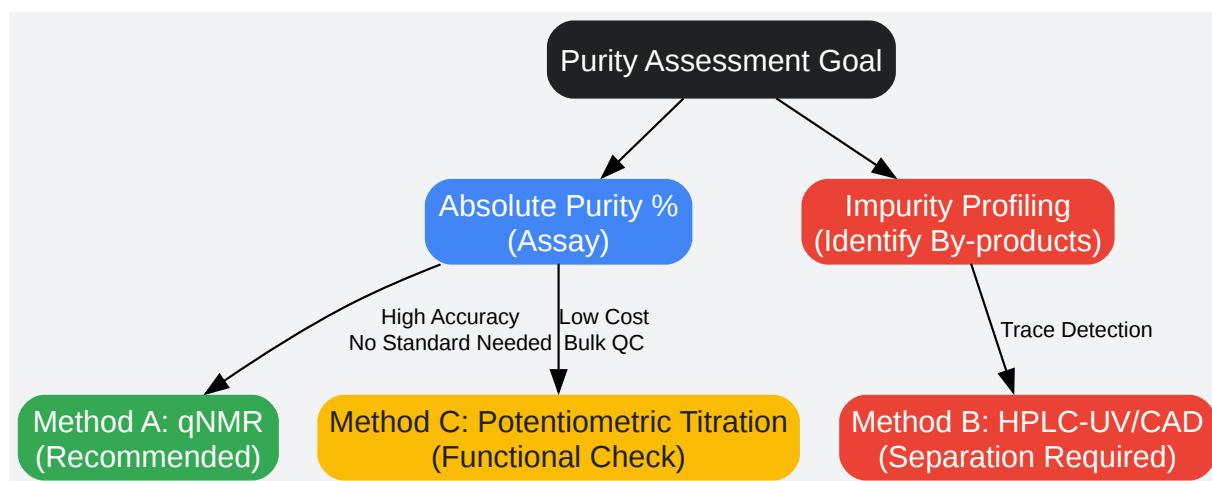 Purity Assessment Goal
Absolute Purity %
(Assay)
Impurity Profiling
(Identify By-products)
High Accuracy
No Standard Needed
Low Cost
Bulk QC
Trace Detection
Method A: qNMR
(Recommended)
Method C: Potentiometric Titration
(Functional Check)
Method B: HPLC-UV/CAD
(Separation Required)